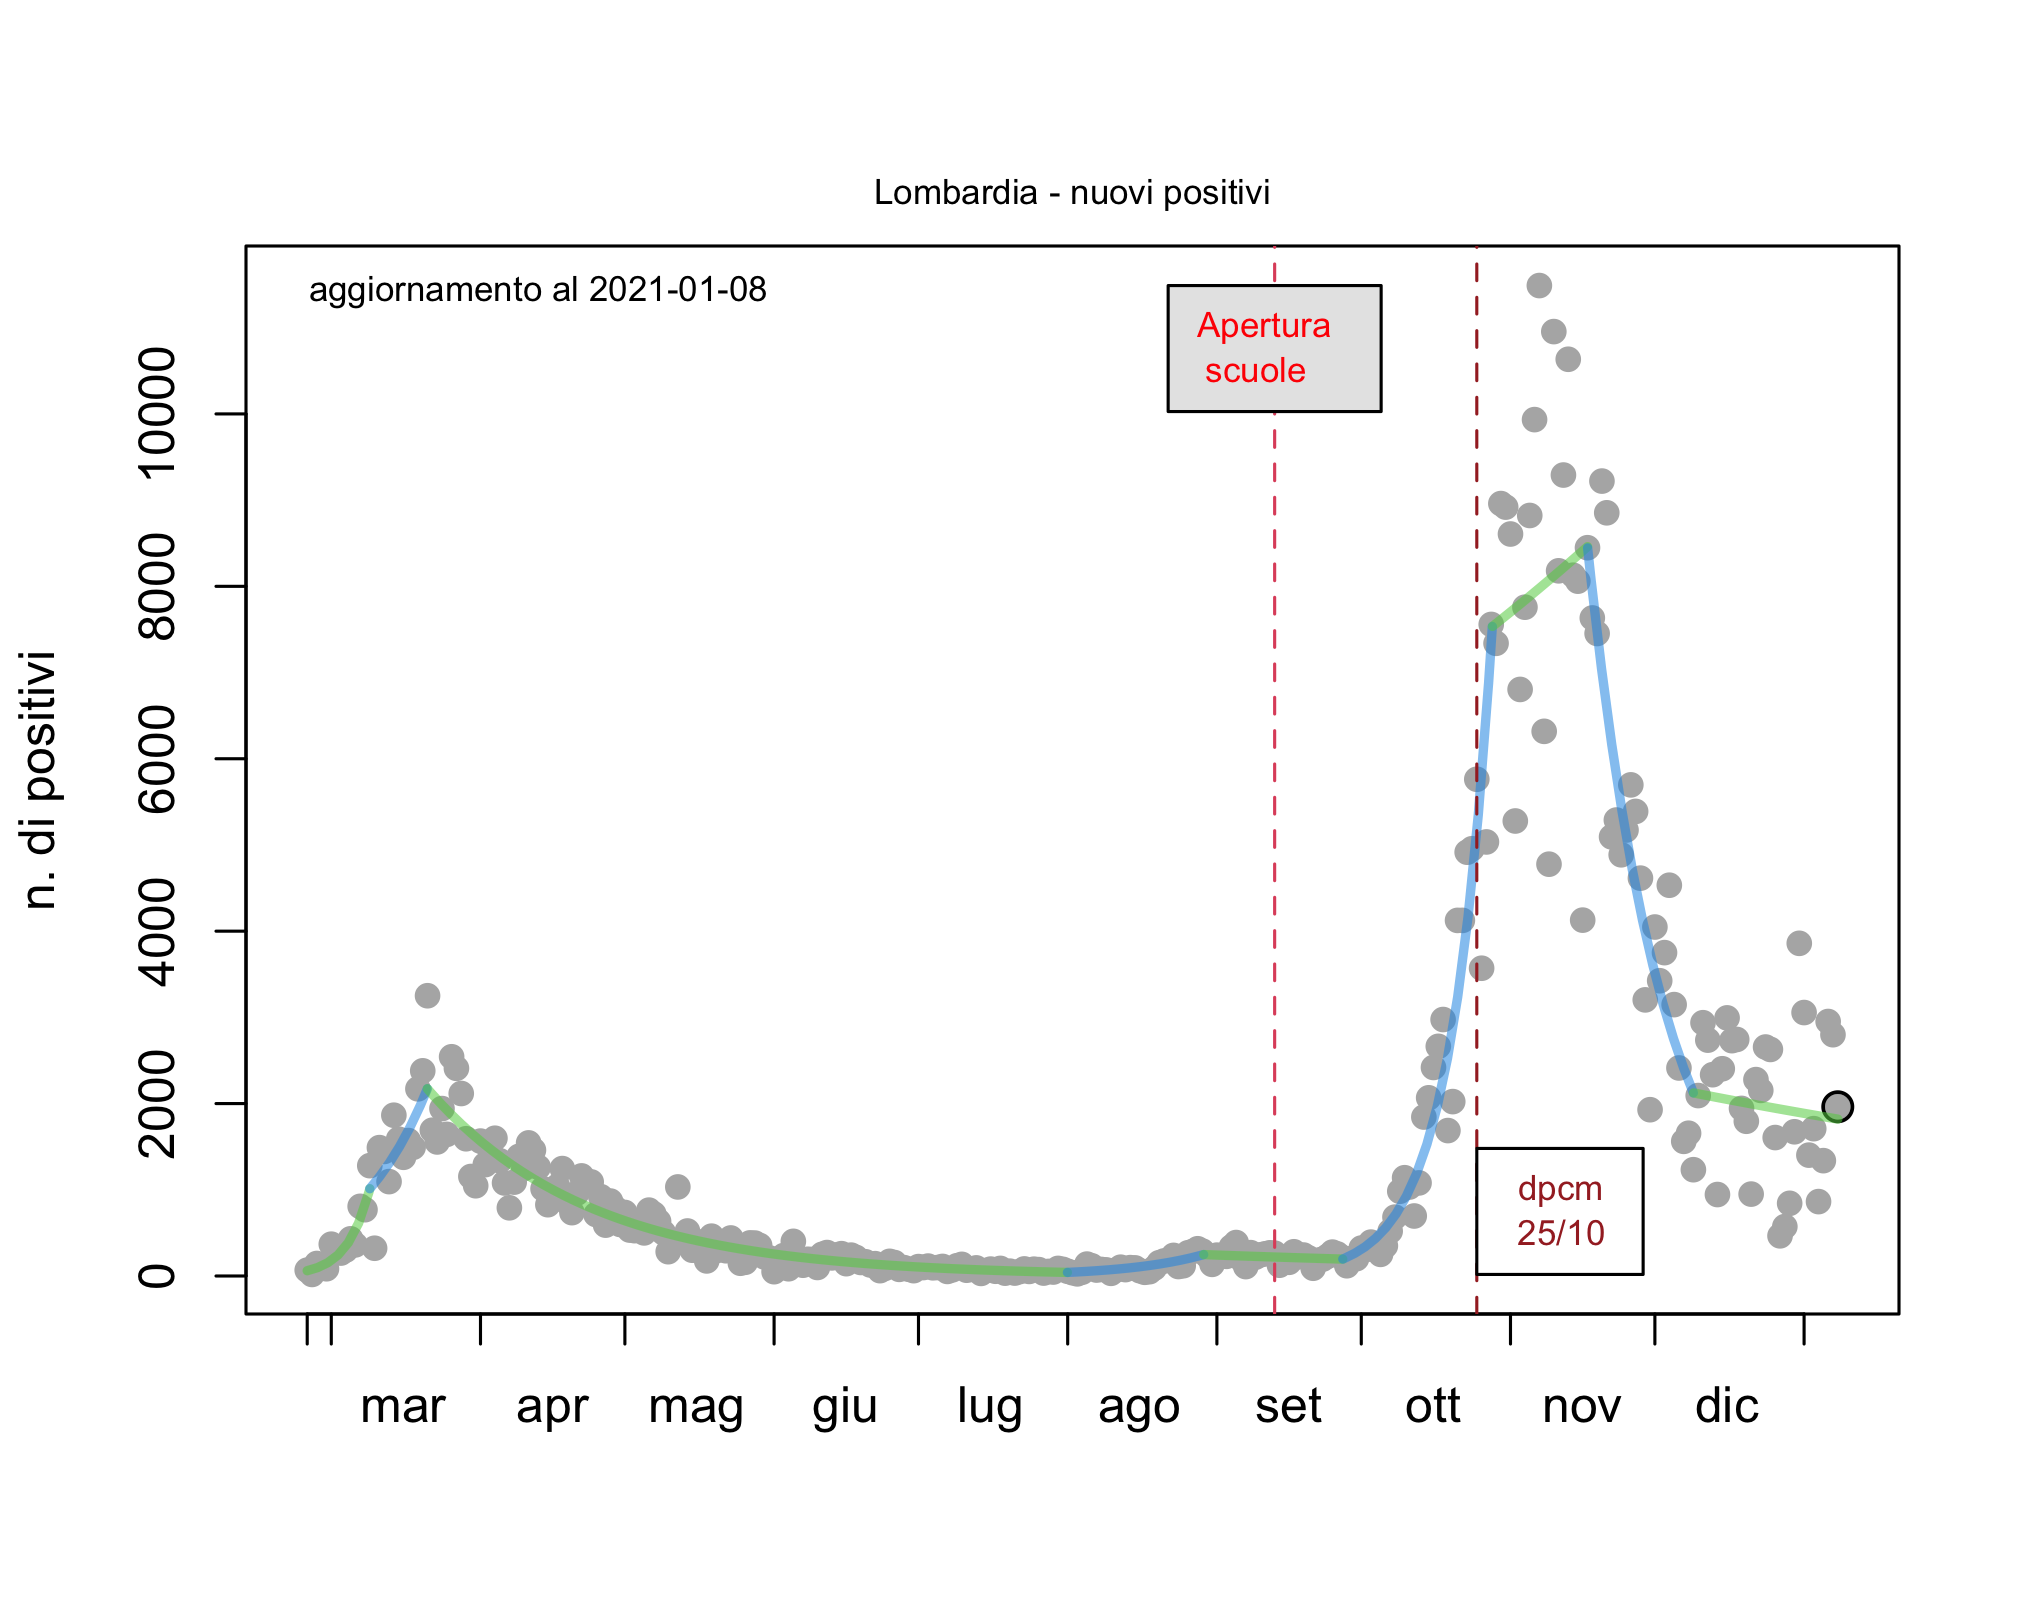 Lombardia - nuovi positivi
aggiornamento al 2021-01-08
Apertura
scuole
n. di positivi
10000
8000
6000
4000
2000
0
dpcm
25/10
mar apr mag giu lug ago set ott nov dic